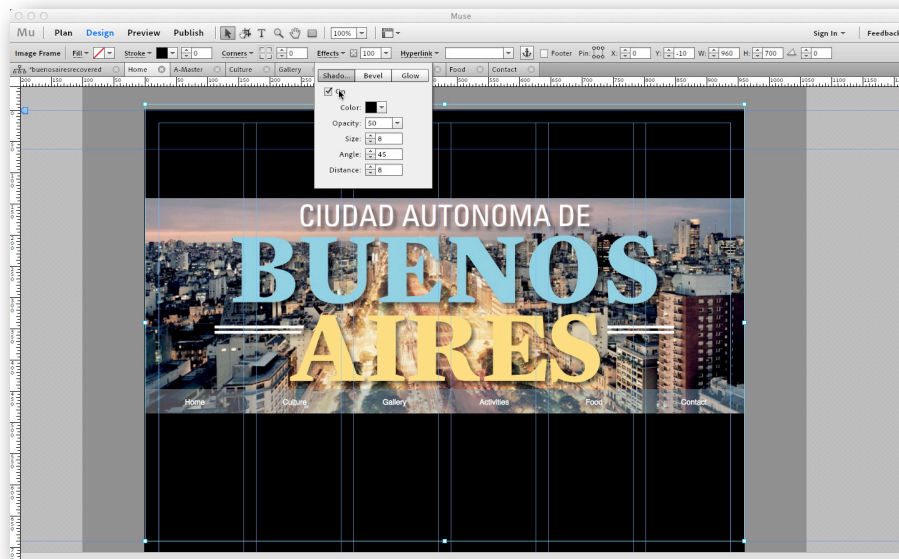 Muse
Mu Plan Design Preview Publish T 100% Sign In Feedback
Image Frame Fill: Stroke: 0 Corners: 0 Effects: 100 Hyperlink: Footer Pin: X: 0 Y: -10 W: 960 H: 700 0
*buenosairesrecovered Home A-Master Culture Gallery Food Contact
Shado... Bevel Glow
On
Color:
Opacity: 50
Size: 8
Angle: 45
Distance: 8
CIUDAD AUTONOMA DE
BUENOS
AIRES
Home Culture Gallery Activities Food Contact